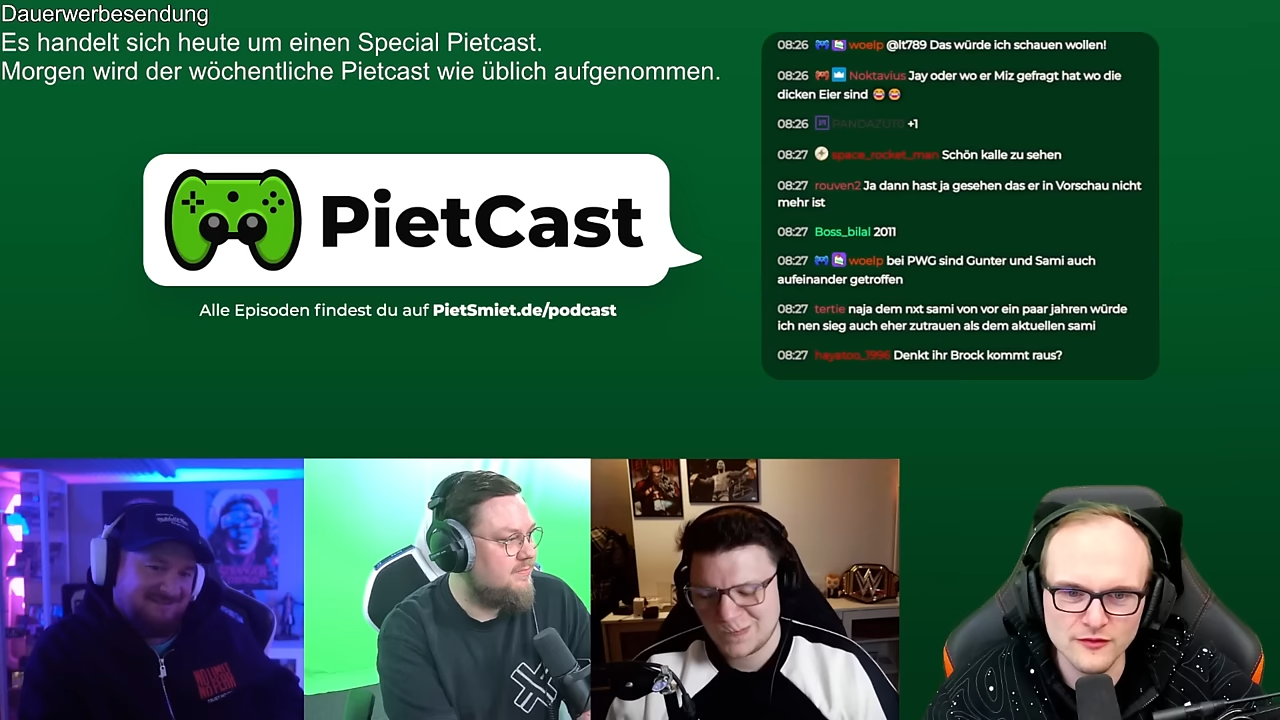 Dauerwerbesendung
Es handelt sich heute um einen Special Pietcast.
Morgen wird der wöchentliche Pietcast wie üblich aufgenommen.
PietCast
Alle Episoden findest du auf PietSmiet.de/podcast
08:26 woelp @lt789 Das würde ich schauen wollen!
08:26 Noktavius Jay oder wo er Miz gefragt hat wo die
dicken Eier sind 😂 😂
08:26 +1
08:27 space_rocket_man Schön kalle zu sehen
08:27 rouven2 Ja dann hast ja gesehen das er in Vorschau nicht
mehr ist
08:27 Boss_bilal 2011
08:27 woelp bei PWG sind Gunter und Sami auch
aufeinander getroffen
08:27 tertie naja dem nxt sami von vor ein paar jahren würde
ich nen sieg auch eher zutrauen als dem aktuellen sami
08:27 hayatoo_1996 Denkt ihr Brock kommt raus?
NO LIMIT